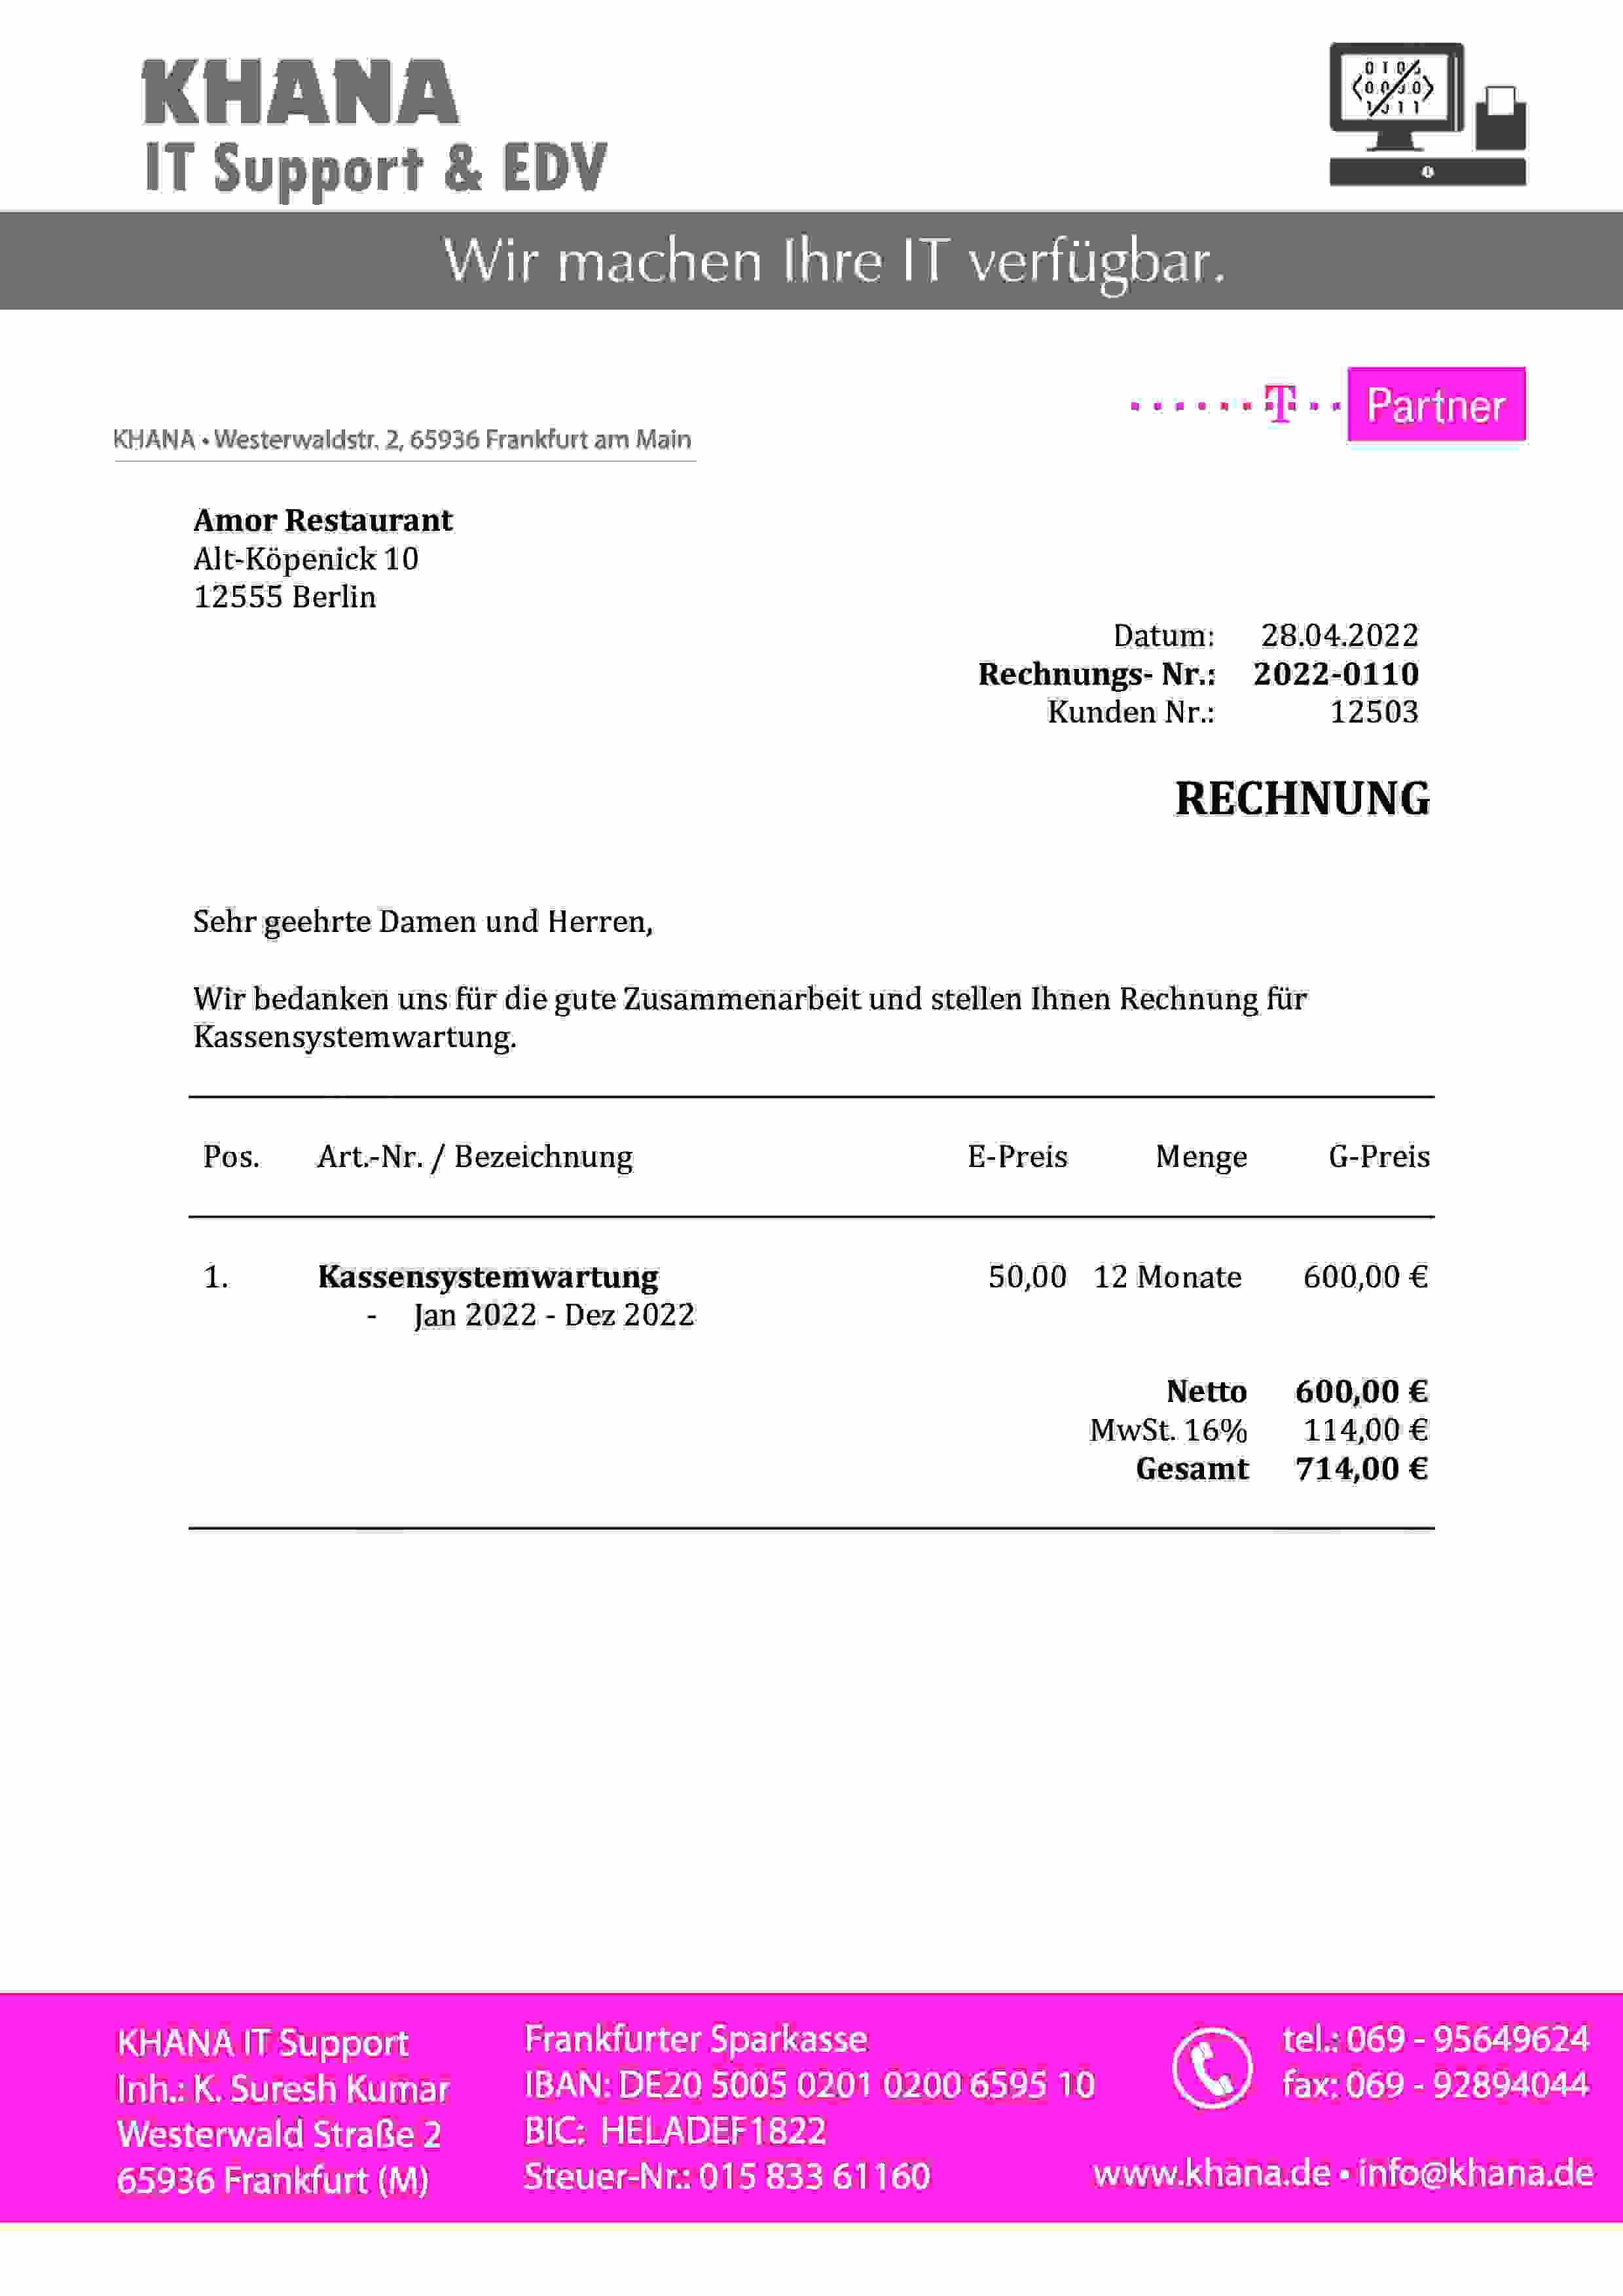 KHANA
IT Support & EDV
Wir machen Ihre IT verfügbar.
T Partner
KHANA • Westerwaldstr. 2, 65936 Frankfurt am Main
Amor Restaurant
Alt-Köpenick 10
12555 Berlin
Datum: 28.04.2022
Rechnungs- Nr.: 2022-0110
Kunden Nr.: 12503
RECHNUNG
Sehr geehrte Damen und Herren,
Wir bedanken uns für die gute Zusammenarbeit und stellen Ihnen Rechnung für
Kassensystemwartung.
Pos. Art.-Nr. / Bezeichnung E-Preis Menge G-Preis
1. Kassensystemwartung 50,00 12 Monate 600,00 €
- Jan 2022 - Dez 2022
Netto 600,00 €
MwSt. 16% 114,00 €
Gesamt 714,00 €
KHANA IT Support
Inh.: K. Suresh Kumar
Westerwald Straße 2
65936 Frankfurt (M)
Frankfurter Sparkasse
IBAN: DE20 5005 0201 0200 6595 10
BIC: HELADEF1822
Steuer-Nr.: 015 833 61160
tel.: 069 - 95649624
fax: 069 - 92894044
www.khana.de • info@khana.de